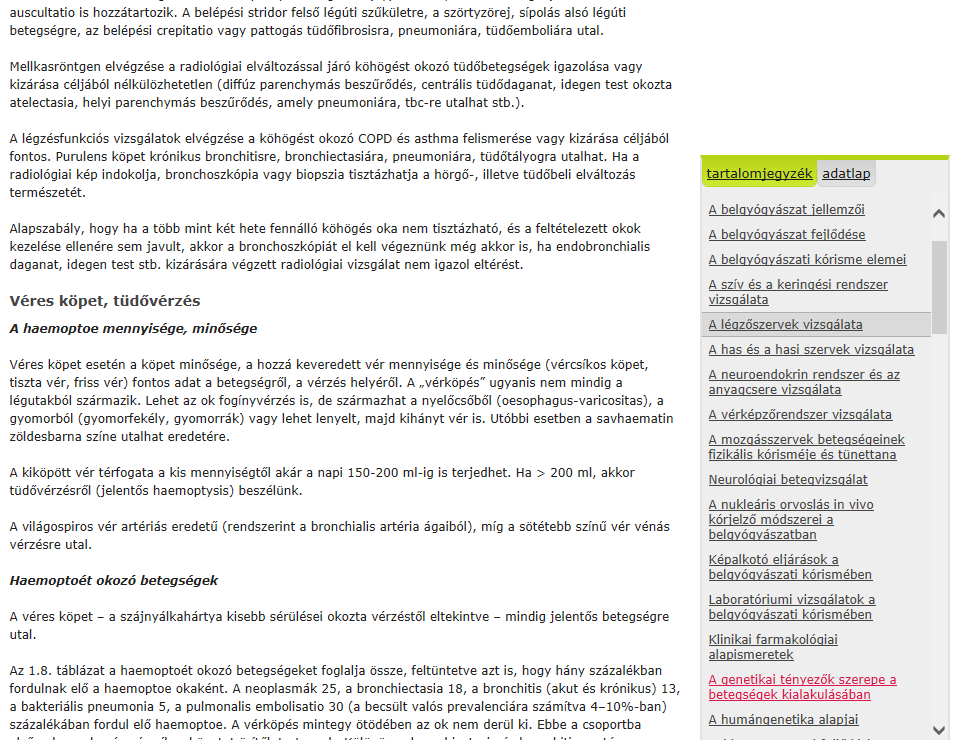 auscultatio is hozzátartozik. A belépési stridor felső légúti szűkületre, a szörtyzörej, sípolás alsó légúti
betegségre, az belépési crepitatio vagy pattogás tüdőfibrosisra, pneumoniára, tüdőemboliára utal.
Mellkasröntgen elvégzése a radiológiai elváltozással járó köhögést okozó tüdőbetegségek igazolása vagy
kizárása céljából nélkülözhetetlen (diffúz parenchymás beszűrődés, centrális tüdődaganat, idegen test okozta
atelectasia, helyi parenchymás beszűrődés, amely pneumoniára, tbc-re utalhat stb.).
A légzésfunkciós vizsgálatok elvégzése a köhögést okozó COPD és asthma felismerése vagy kizárása céljából
fontos. Purulens köpet krónikus bronchitisre, bronchiectasiára, pneumoniára, tüdőtályogra utalhat. Ha a
radiológiai kép indokolja, bronchoszkópia vagy biopszia tisztázhatja a hörgő-, illetve tüdőbeli elváltozás
természetét.
Alapszabály, hogy ha a több mint két hete fennálló köhögés oka nem tisztázható, és a feltételezett okok
kezelése ellenére sem javult, akkor a bronchoszkópiát el kell végeznünk még akkor is, ha endobronchialis
daganat, idegen test stb. kizárására végzett radiológiai vizsgálat nem igazol eltérést.
Véres köpet, tüdővérzés
A haemoptoe mennyisége, minősége
Véres köpet esetén a köpet minősége, a hozzá keveredett vér mennyisége és minősége (vércsíkos köpet,
tiszta vér, friss vér) fontos adat a betegségről, a vérzés helyéről. A „vérköpés” ugyanis nem mindig a
légutakból származik. Lehet az ok fogínyvérzés is, de származhat a nyelőcsőből (oesophagus-varicositas), a
gyomorból (gyomorfekély, gyomorrák) vagy lehet lenyelt, majd kihányt vér is. Utóbbi esetben a savhaematin
zöldesbarna színe utalhat eredetére.
A kiköpött vér térfogata a kis mennyiségtől akár a napi 150-200 ml-ig is terjedhet. Ha > 200 ml, akkor
tüdővérzésről (jelentős haemoptysis) beszélünk.
A világospiros vér artériás eredetű (rendszerint a bronchialis artéria ágaiból), míg a sötétebb színű vér vénás
vérzésre utal.
Haemoptoét okozó betegségek
A véres köpet – a szájnyálkahártya kisebb sérülései okozta vérzéstől eltekintve – mindig jelentős betegségre
utal.
Az 1.8. táblázat a haemoptoét okozó betegségeket foglalja össze, feltüntetve azt is, hogy hány százalékban
fordulnak elő a haemoptoe okaként. A neoplasmák 25, a bronchiectasia 18, a bronchitis (akut és krónikus) 13,
a bakteriális pneumonia 5, a pulmonalis embolisatio 30 (a becsült valós prevalenciára számítva 4–10%-ban)
százalékában fordul elő haemoptoe. A vérköpés mintegy ötödében az ok nem derül ki. Ebbe a csoportba
tartalomjegyzék adatlap
A belgyógyászat jellemzői
A belgyógyászat fejlődése
A belgyógyászati kórisme elemei
A szív és a keringési rendszer
vizsgálata
A légzőszervek vizsgálata
A has és a hasi szervek vizsgálata
A neuroendokrin rendszer és az
anyagcsere vizsgálata
A vérképzőrendszer vizsgálata
A mozgásszervek betegségeinek
fizikális kórisméje és tünettana
Neurológiai betegvizsgálat
A nukleáris orvoslás in vivo
kórjelző módszerei a
belgyógyászatban
Képalkotó eljárások a
belgyógyászati kórismében
Laboratóriumi vizsgálatok a
belgyógyászati kórismében
Klinikai farmakológiai
alapismeretek
A genetikai tényezők szerepe a
betegségek kialakulásában
A humángenetika alapjai